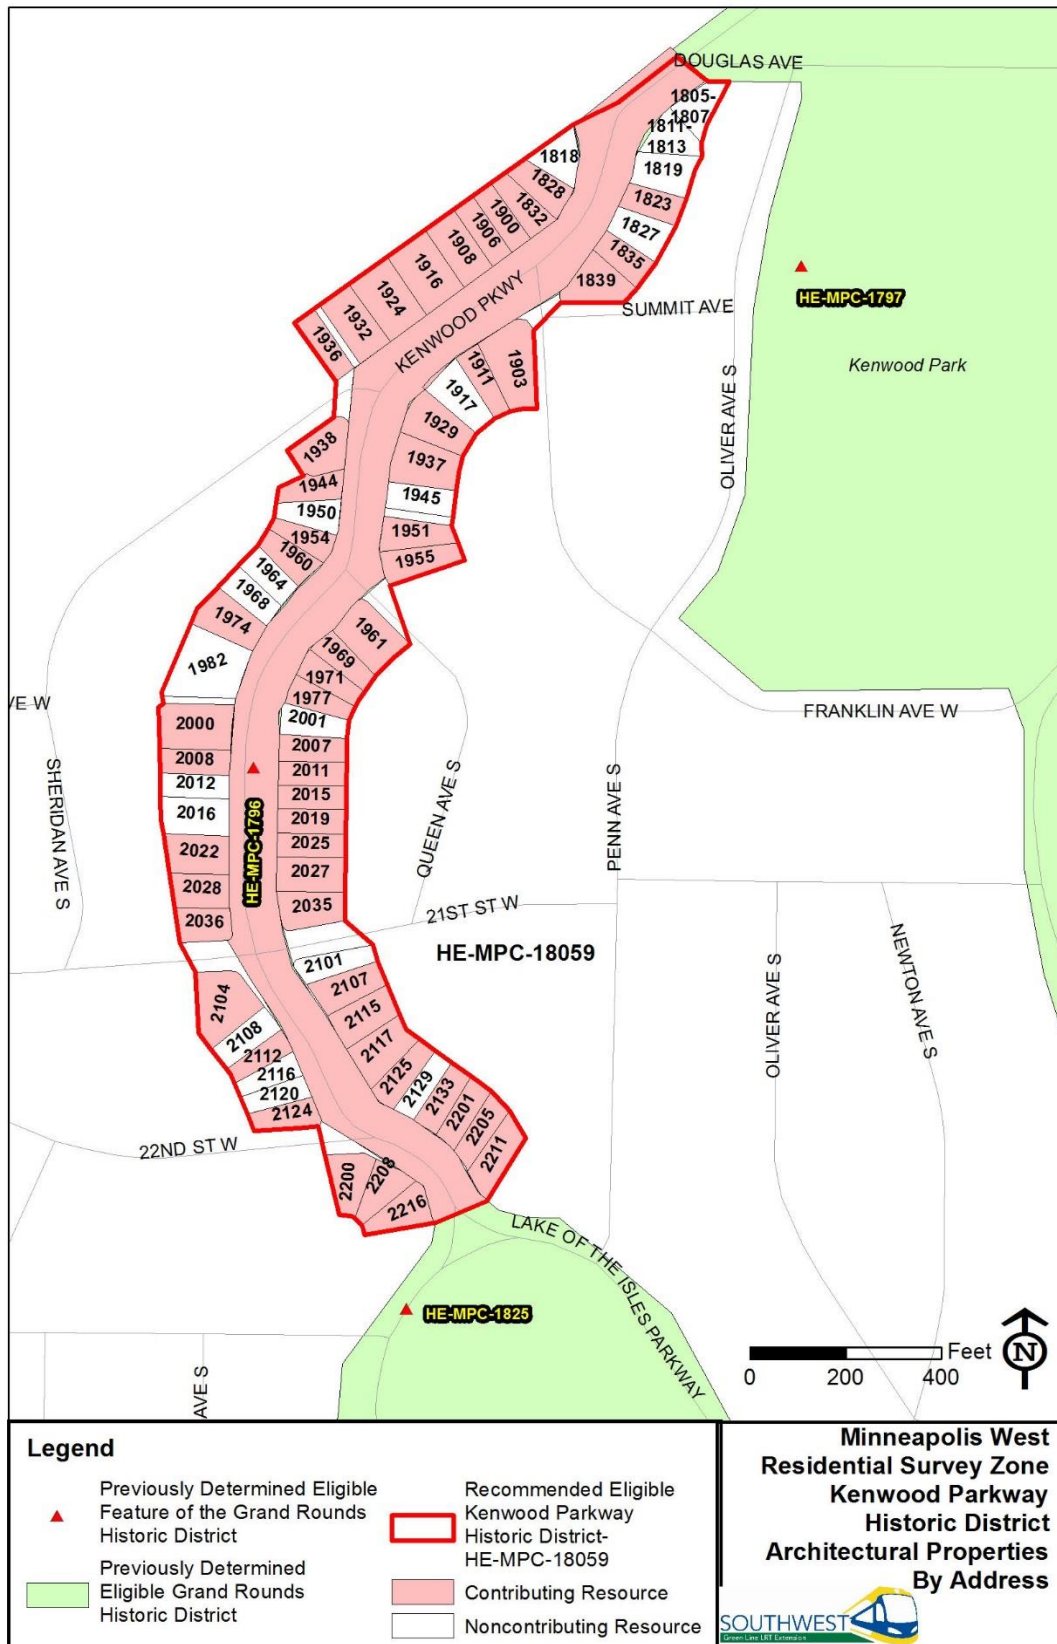 DOUGLAS AVE
1805-
1807
1811-
1813
1818
1819
1828
1823
1832
1827
1900
1835
1906
1839
1908
1916
HE-MPC-1797
SUMMIT AVE
1924
KENWOOD PKWY
1932
1936
Kenwood Park
1903
1911
1917
1929
OLIVER AVE S
1938
1937
1944
1945
1950
1951
1954
1955
1960
1964
1968
1974
1961
1969
1982
1971
1977
VE W
FRANKLIN AVE W
2001
2000
2007
2008
2011
2012
2015
2016
2019
SHERIDAN AVE S
HE-MPC-1796
QUEEN AVE S
PENN AVE S
2022
2025
2027
2028
2035
2036
21ST ST W
HE-MPC-18059
2101
2104
2107
2108
2115
2112
2117
2116
2125
2120
2129
2124
2133
2201
2205
2211
OLIVER AVE S
NEWTON AVE S
22ND ST W
2200
2208
2216
LAKE OF THE ISLES PARKWAY
HE-MPC-1825
AVE S
Feet
0 200 400
N
Legend
Previously Determined Eligible
Feature of the Grand Rounds
Historic District
Previously Determined
Eligible Grand Rounds
Historic District
Recommended Eligible
Kenwood Parkway
Historic District-
HE-MPC-18059
Contributing Resource
Noncontributing Resource
Minneapolis West
Residential Survey Zone
Kenwood Parkway
Historic District
Architectural Properties
By Address
SOUTHWEST
Green Line LRT Extension